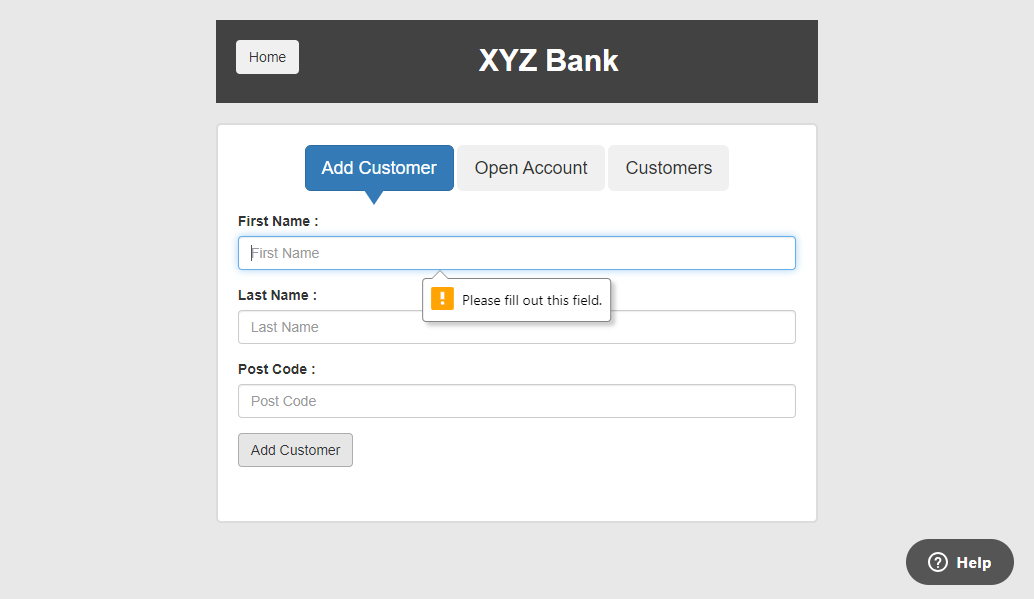 Home
XYZ Bank
Add Customer
Open Account
Customers
First Name :
First Name
Please fill out this field.
Last Name :
Last Name
Post Code :
Post Code
Add Customer
Help